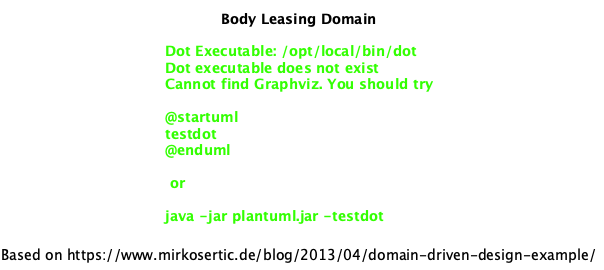 Body Leasing Domain
Dot Executable: /opt/local/bin/dot
Dot executable does not exist
Cannot find Graphviz. You should try
@startuml
testdot
@enduml
or
java -jar plantuml.jar -testdot
Based on https://www.mirkosertic.de/blog/2013/04/domain-driven-design-example/